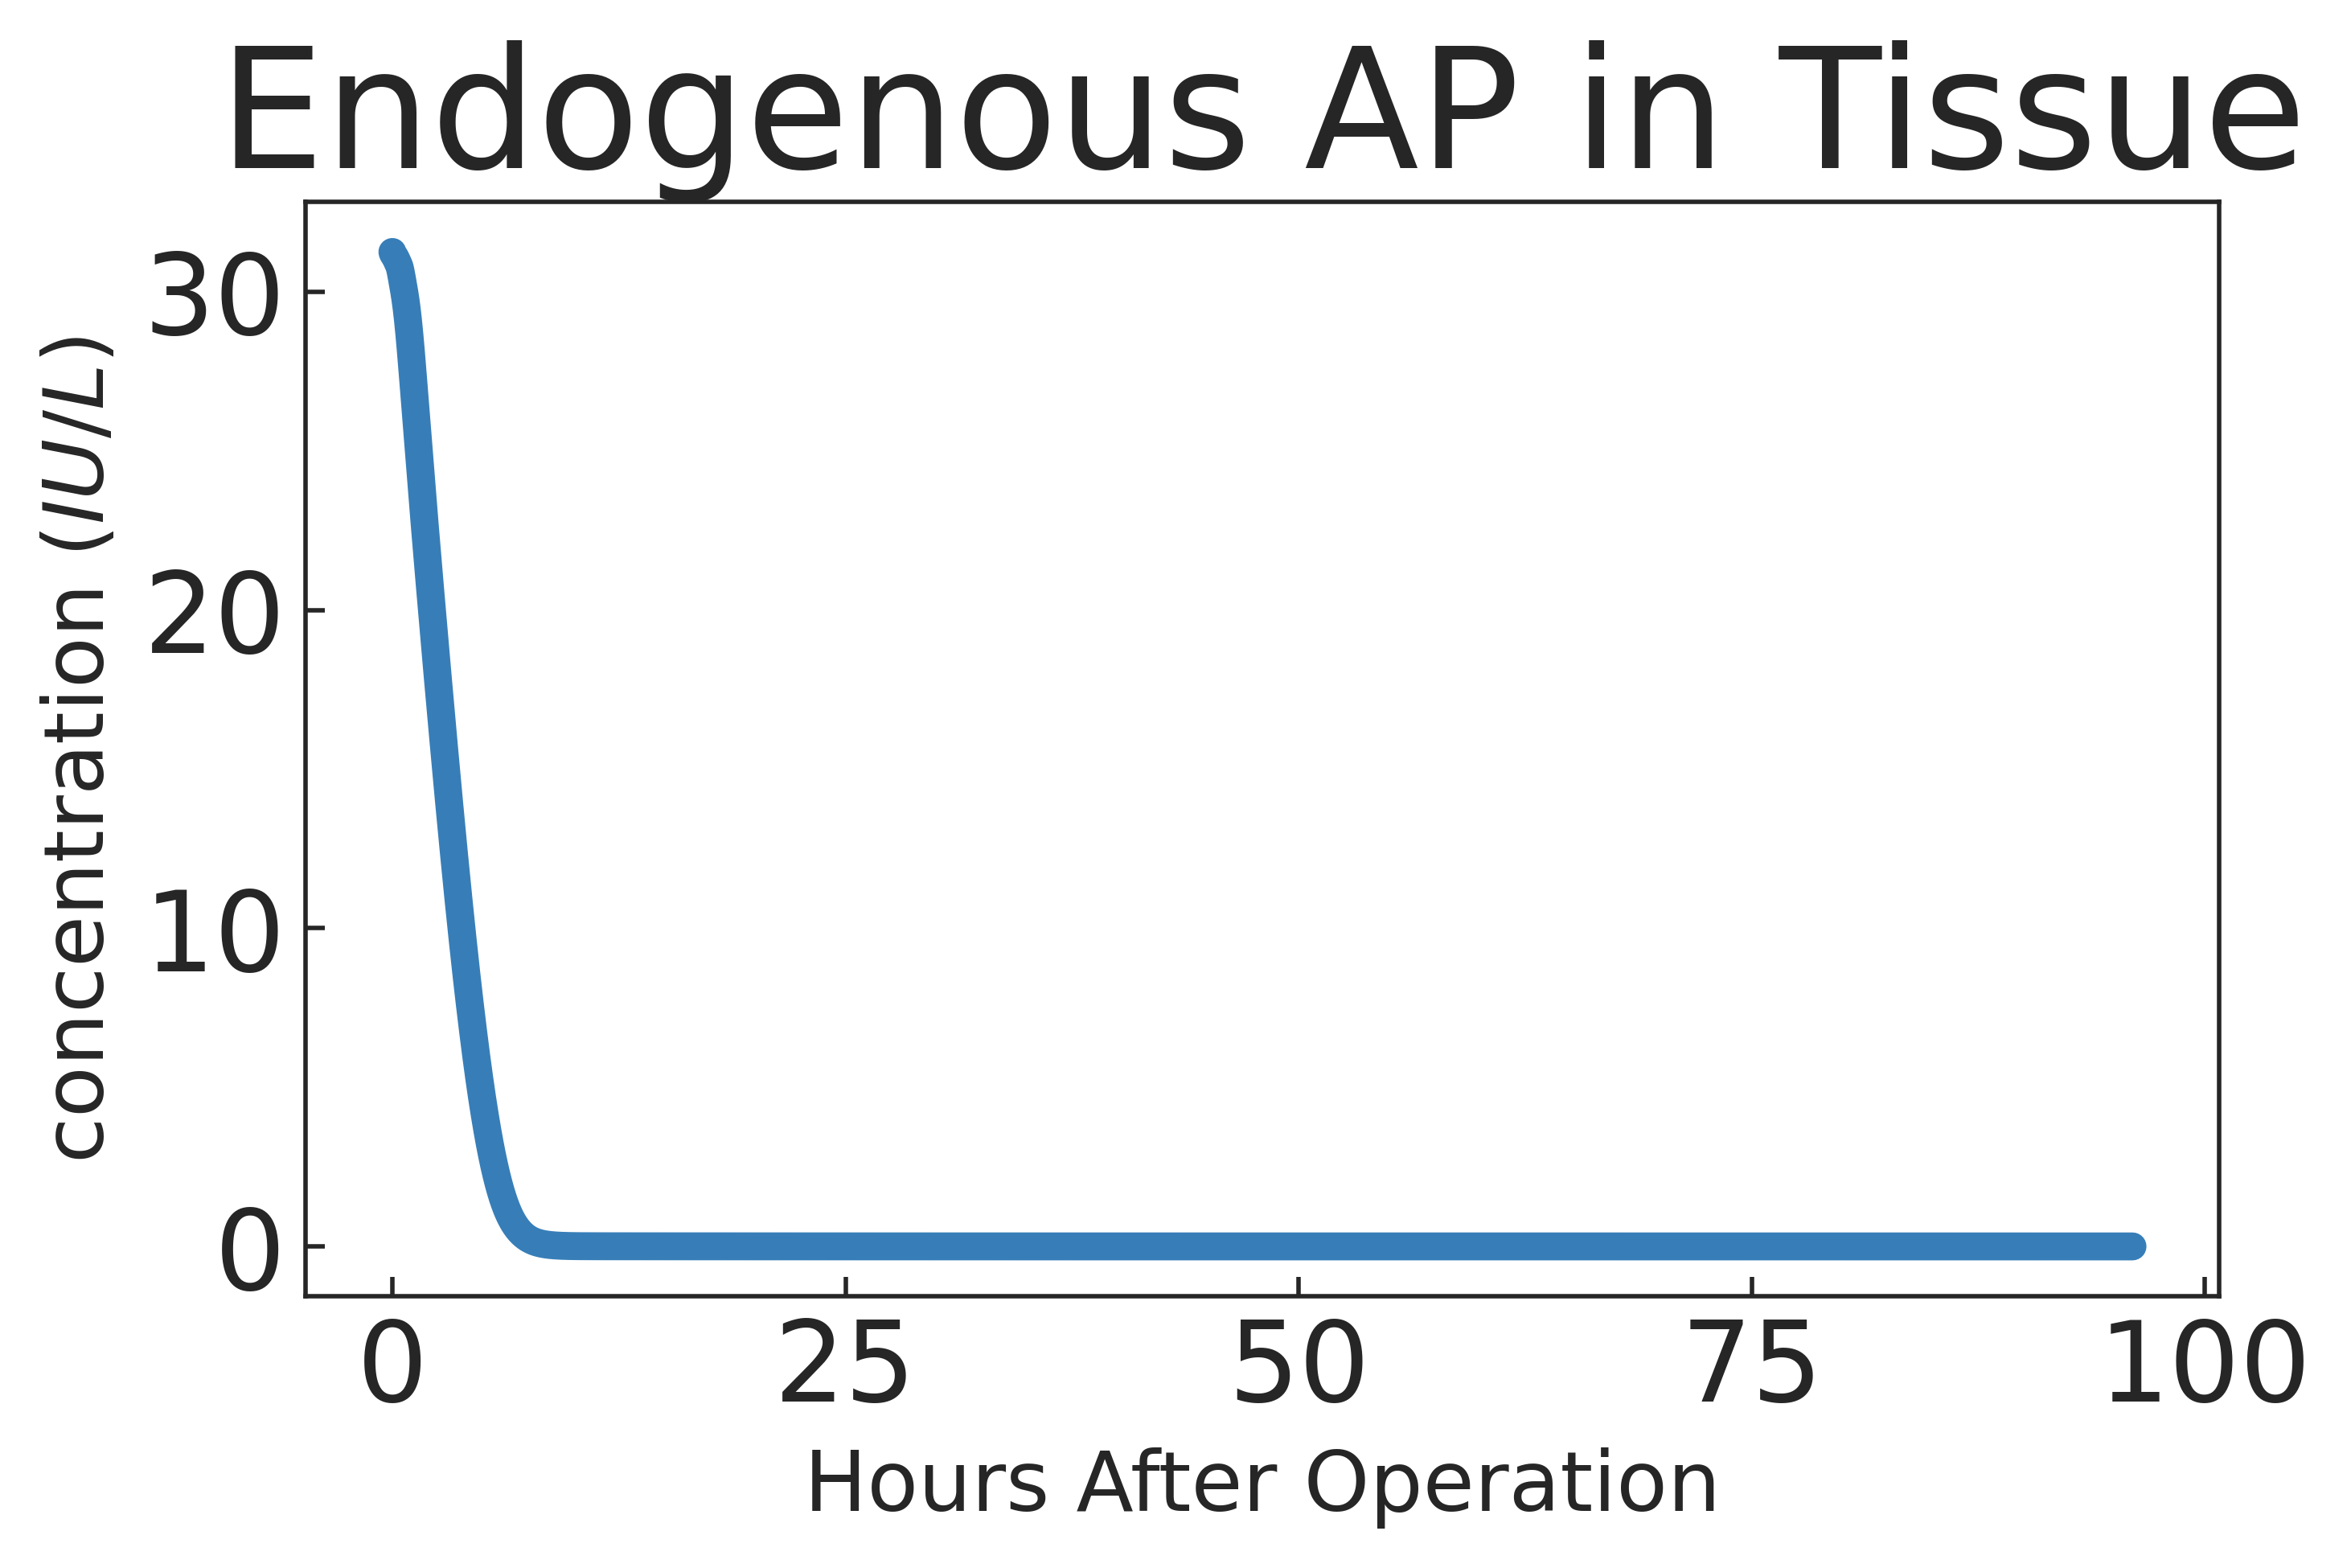 Endogenous AP in Tissue
concentration (IU/L)
30
20
10
0
0 25 50 75 100
Hours After Operation